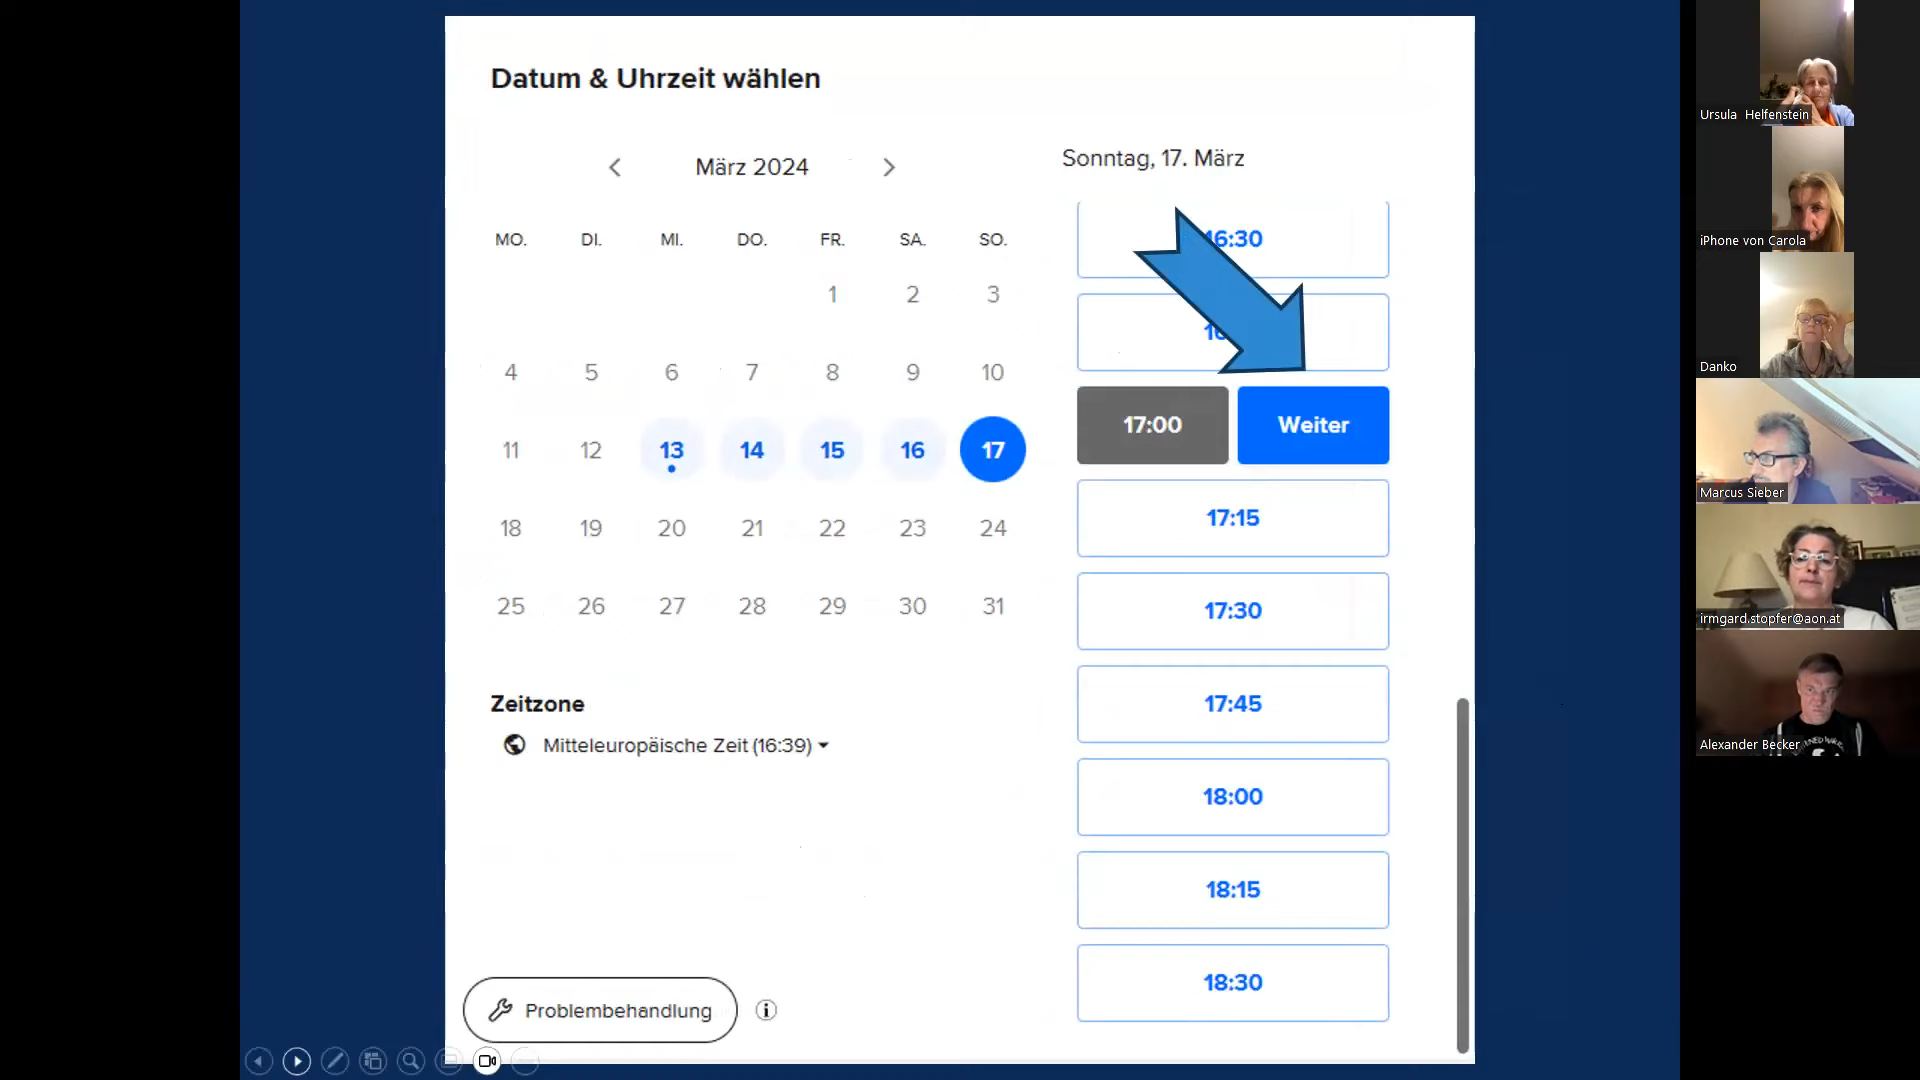 Datum & Uhrzeit wählen
März 2024
MO. DI. MI. DO. FR. SA. SO.
1 2 3
4 5 6 7 8 9 10
11 12 13 14 15 16 17
18 19 20 21 22 23 24
25 26 27 28 29 30 31
Zeitzone
Mitteleuropäische Zeit (16:39)
Problembehandlung
Sonntag, 17. März
16:30
17:00 Weiter
17:15
17:30
17:45
18:00
18:15
18:30
Ursula Helfenstein
iPhone von Carola
Danko
Marcus Sieber
irmgard.stopfer@aon.at
Alexander Becker